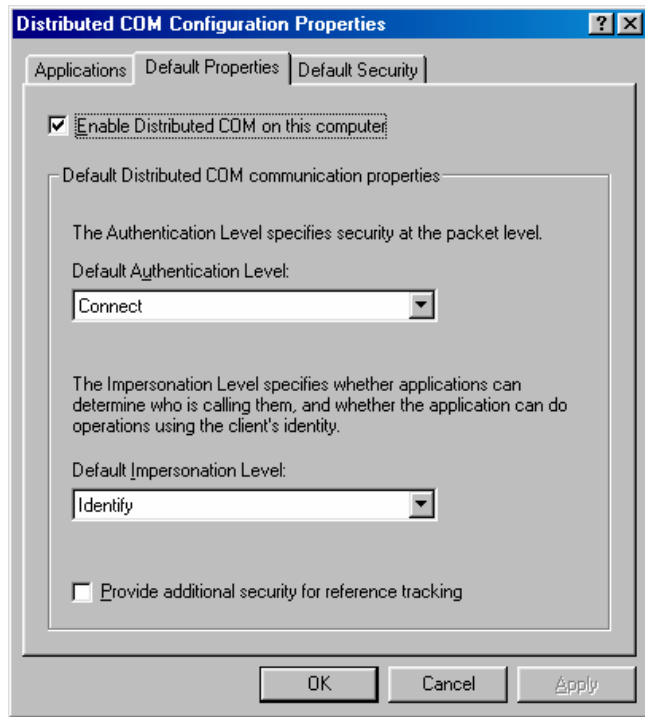 Distributed COM Configuration Properties
Applications
Default Properties
Default Security
Enable Distributed COM on this computer
Default Distributed COM communication properties
The Authentication Level specifies security at the packet level.
Default Authentication Level:
Connect
The Impersonation Level specifies whether applications can
determine who is calling them, and whether the application can do
operations using the client's identity.
Default Impersonation Level:
Identify
Provide additional security for reference tracking
OK
Cancel
Apply